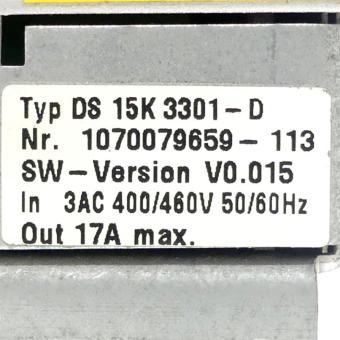 Typ DS 15K 3301-D
Nr. 1070079659-113
SW-Version V0.015
In 3AC 400/460V 50/60Hz
Out 17A max.